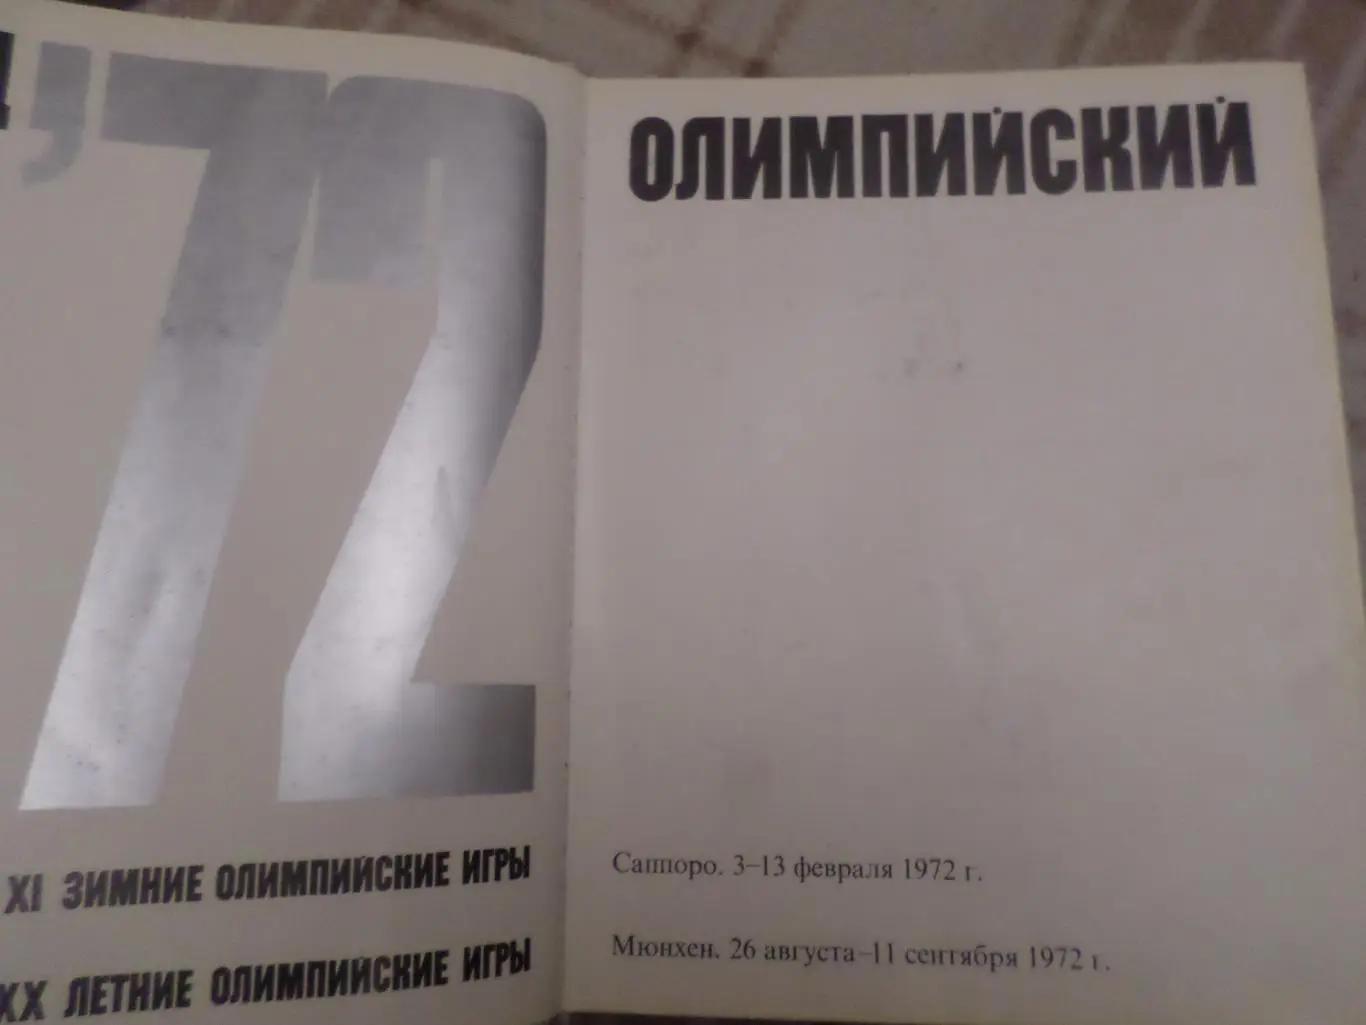 '72
XI ЗИМНИЕ ОЛИМПИЙСКИЕ ИГРЫ
XX ЛЕТНИЕ ОЛИМПИЙСКИЕ ИГРЫ
ОЛИМПИЙСКИЙ
Саппоро. 3–13 февраля 1972 г.
Мюнхен. 26 августа–11 сентября 1972 г.